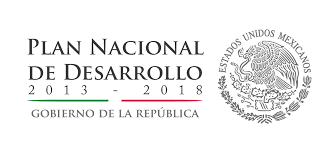 PLAN NACIONAL
DE DESARROLLO
2013 - 2018
GOBIERNO DE LA REPÚBLICA
ESTADOS UNIDOS MEXICANOS